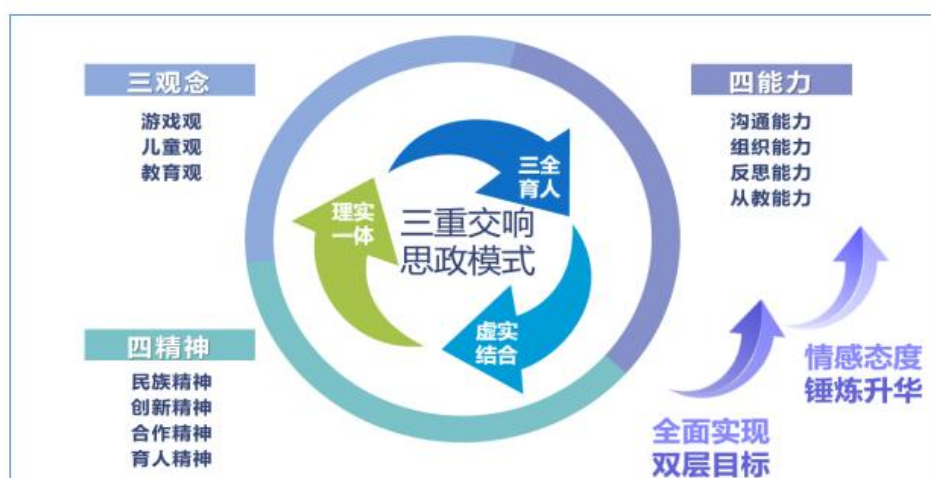 三观念
游戏观
儿童观
教育观
四能力
沟通能力
组织能力
反思能力
从教能力
三全
育人
理实
一体
三重交响
思政模式
虚实
结合
四精神
民族精神
创新精神
合作精神
育人精神
情感态度
锤炼升华
全面实现
双层目标